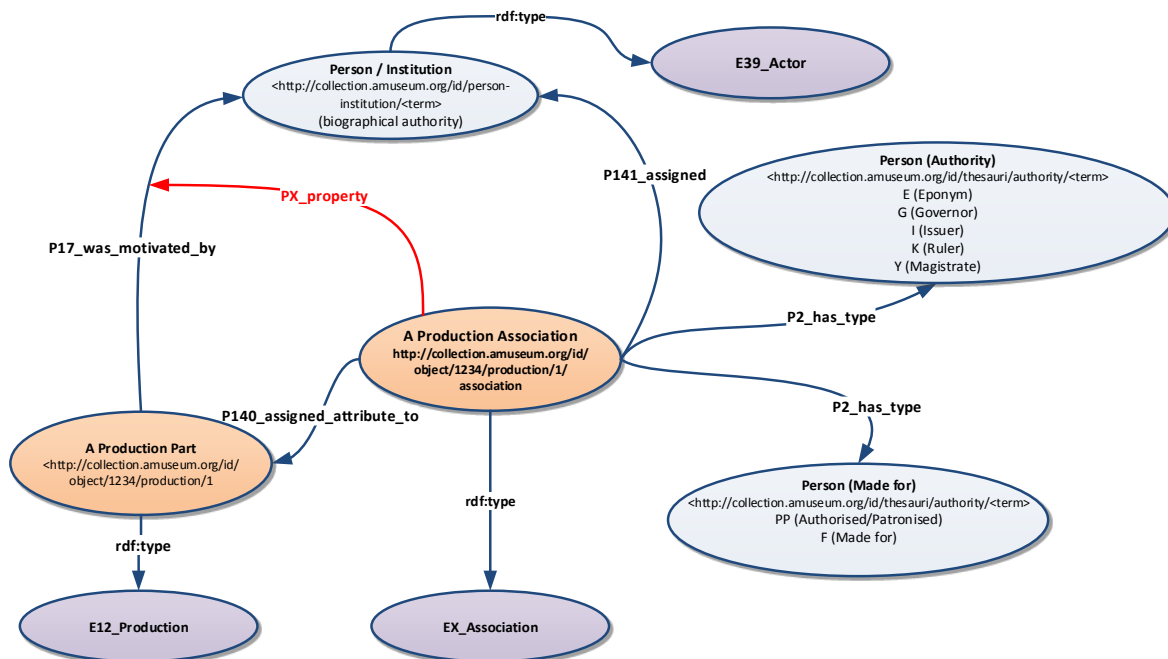 rdf:type
Person / Institution
<http://collection.amuseum.org/id/person-
institution/<term>
(biographical authority)
E39_Actor
P141_assigned
Person (Authority)
<http://collection.amuseum.org/id/thesauri/authority/<term>
E (Eponym)
G (Governor)
I (Issuer)
K (Ruler)
Y (Magistrate)
PX_property
P17_was_motivated_by
P2_has_type
A Production Association
http://collection.amuseum.org/id/
object/1234/production/1/
association
P2_has_type
P140_assigned_attribute_to
A Production Part
<http://collection.amuseum.org/id/
object/1234/production/1
Person (Made for)
<http://collection.amuseum.org/id/thesauri/authority/<term>
PP (Authorised/Patronised)
F (Made for)
rdf:type
rdf:type
E12_Production
EX_Association